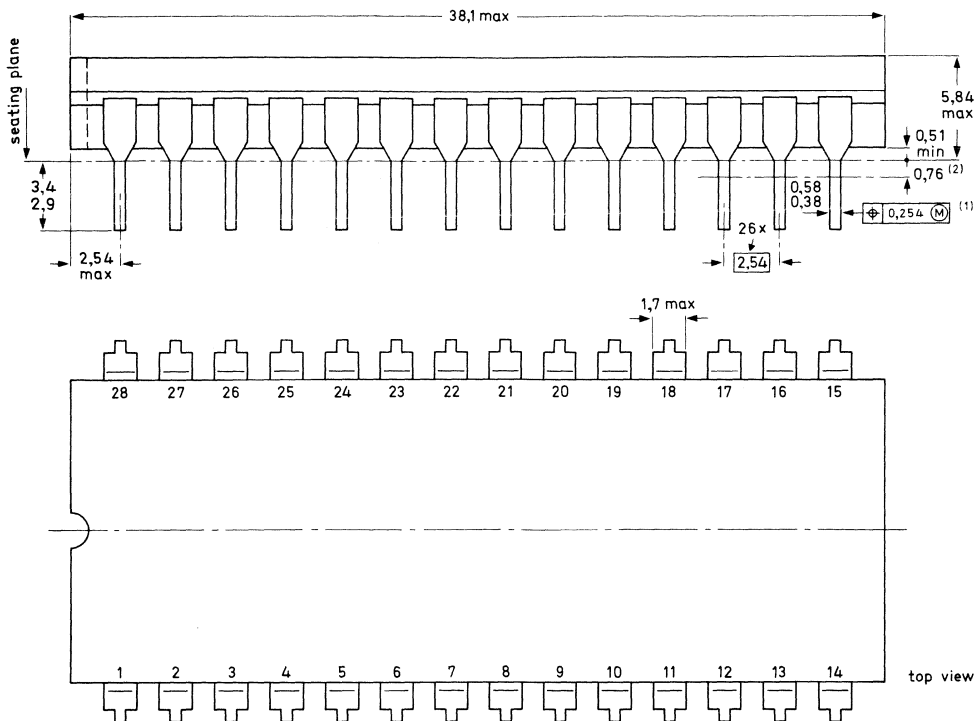 38,1 max
seating plane
5,84
max
0,51
min
0,76 (2)
3,4
2,9
0,58
0,38
0,254 Ⓜ (1)
26x
2,54
2,54
max
1,7 max
28 27 26 25 24 23 22 21 20 19 18 17 16 15
1 2 3 4 5 6 7 8 9 10 11 12 13 14
top view